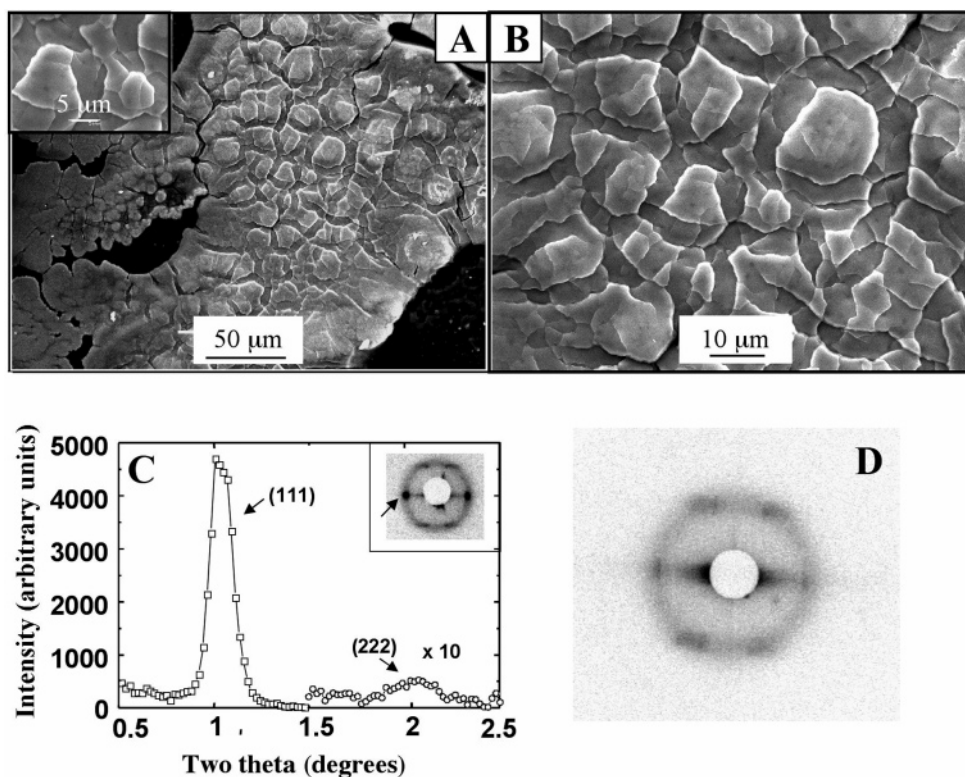 A
5 μm
50 μm
B
10 μm
C
Intensity (arbitrary units)
5000
4000
3000
2000
1000
0
(111)
(222)
x 10
0.5
1
1.5
2
2.5
Two theta (degrees)
D